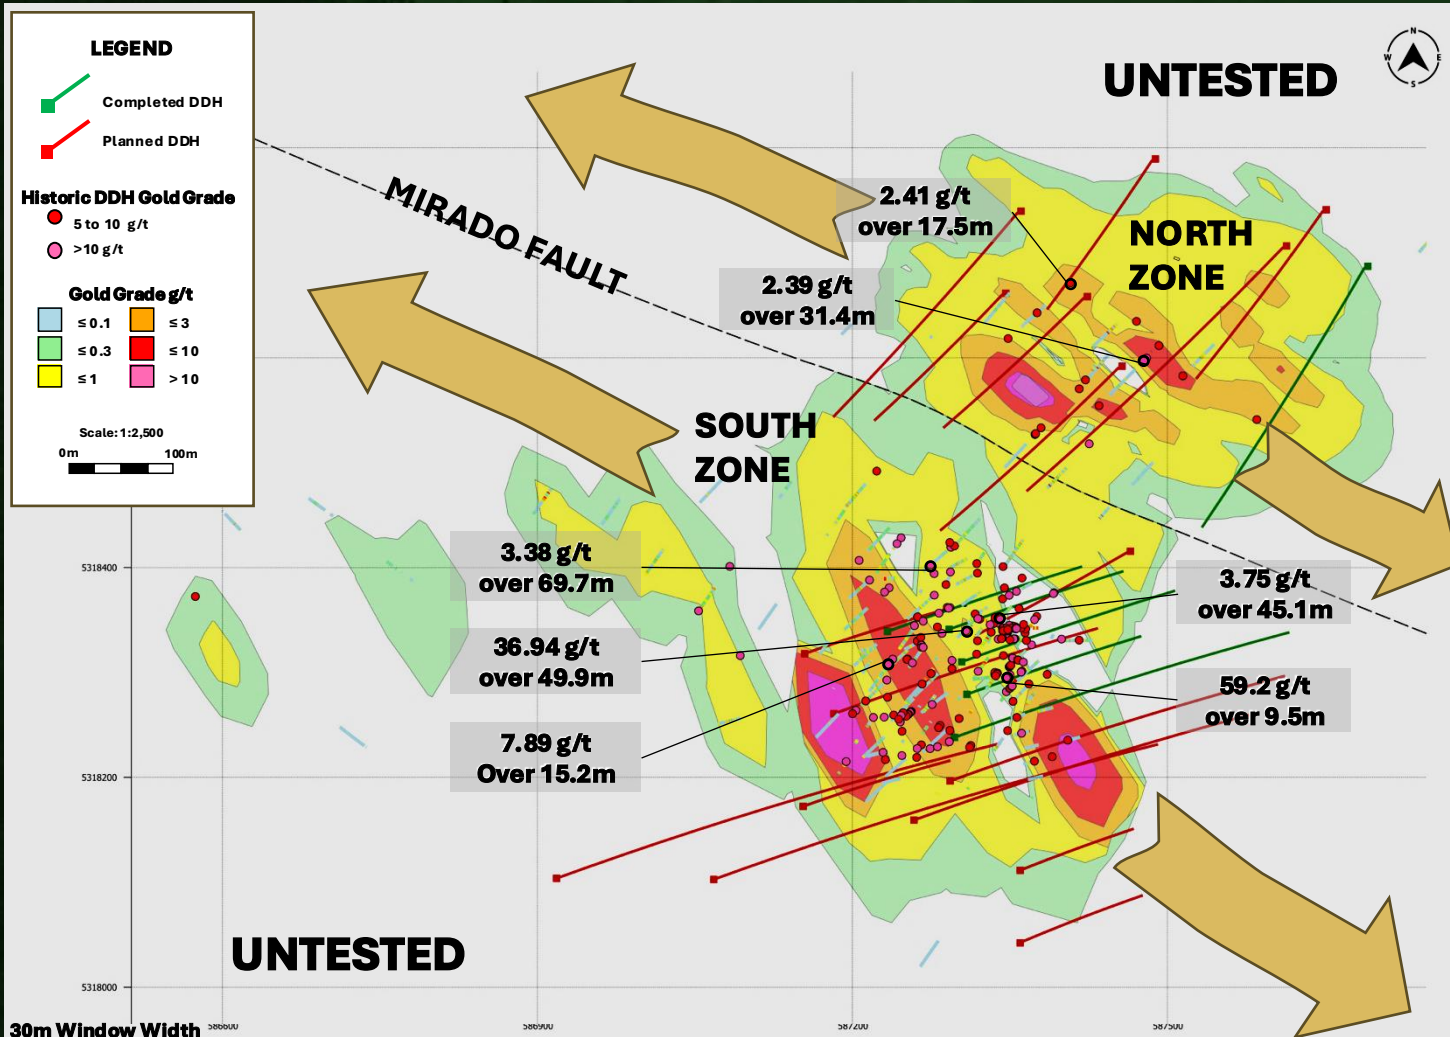 LEGEND
Completed DDH
Planned DDH
Historic DDH Gold Grade
5 to 10 g/t
>10 g/t
Gold Grade g/t
≤ 0.1
≤ 3
≤ 0.3
≤ 10
≤ 1
> 10
Scale: 1:2,500
0m
100m
UNTESTED
N
W
E
S
MIRADO FAULT
2.41 g/t
over 17.5m
NORTH
ZONE
2.39 g/t
over 31.4m
SOUTH
ZONE
3.38 g/t
over 69.7m
3.75 g/t
over 45.1m
36.94 g/t
over 49.9m
59.2 g/t
over 9.5m
7.89 g/t
Over 15.2m
5318400
5318200
5318000
UNTESTED
586600
586900
587200
587500
30m Window Width